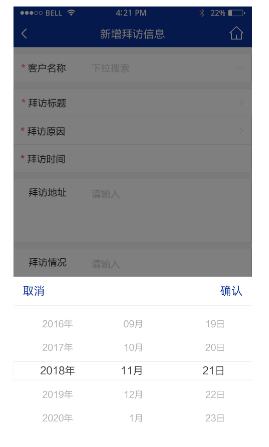 BELL 4:21 PM 22%
新增拜访信息
* 客户名称 下拉搜索
* 拜访标题
* 拜访原因
* 拜访时间
拜访地址 请输入
拜访情况 请输入
取消 确认
2016年 09月 19日
2017年 10月 20日
2018年 11月 21日
2019年 12月 22日
2020年 1月 23日